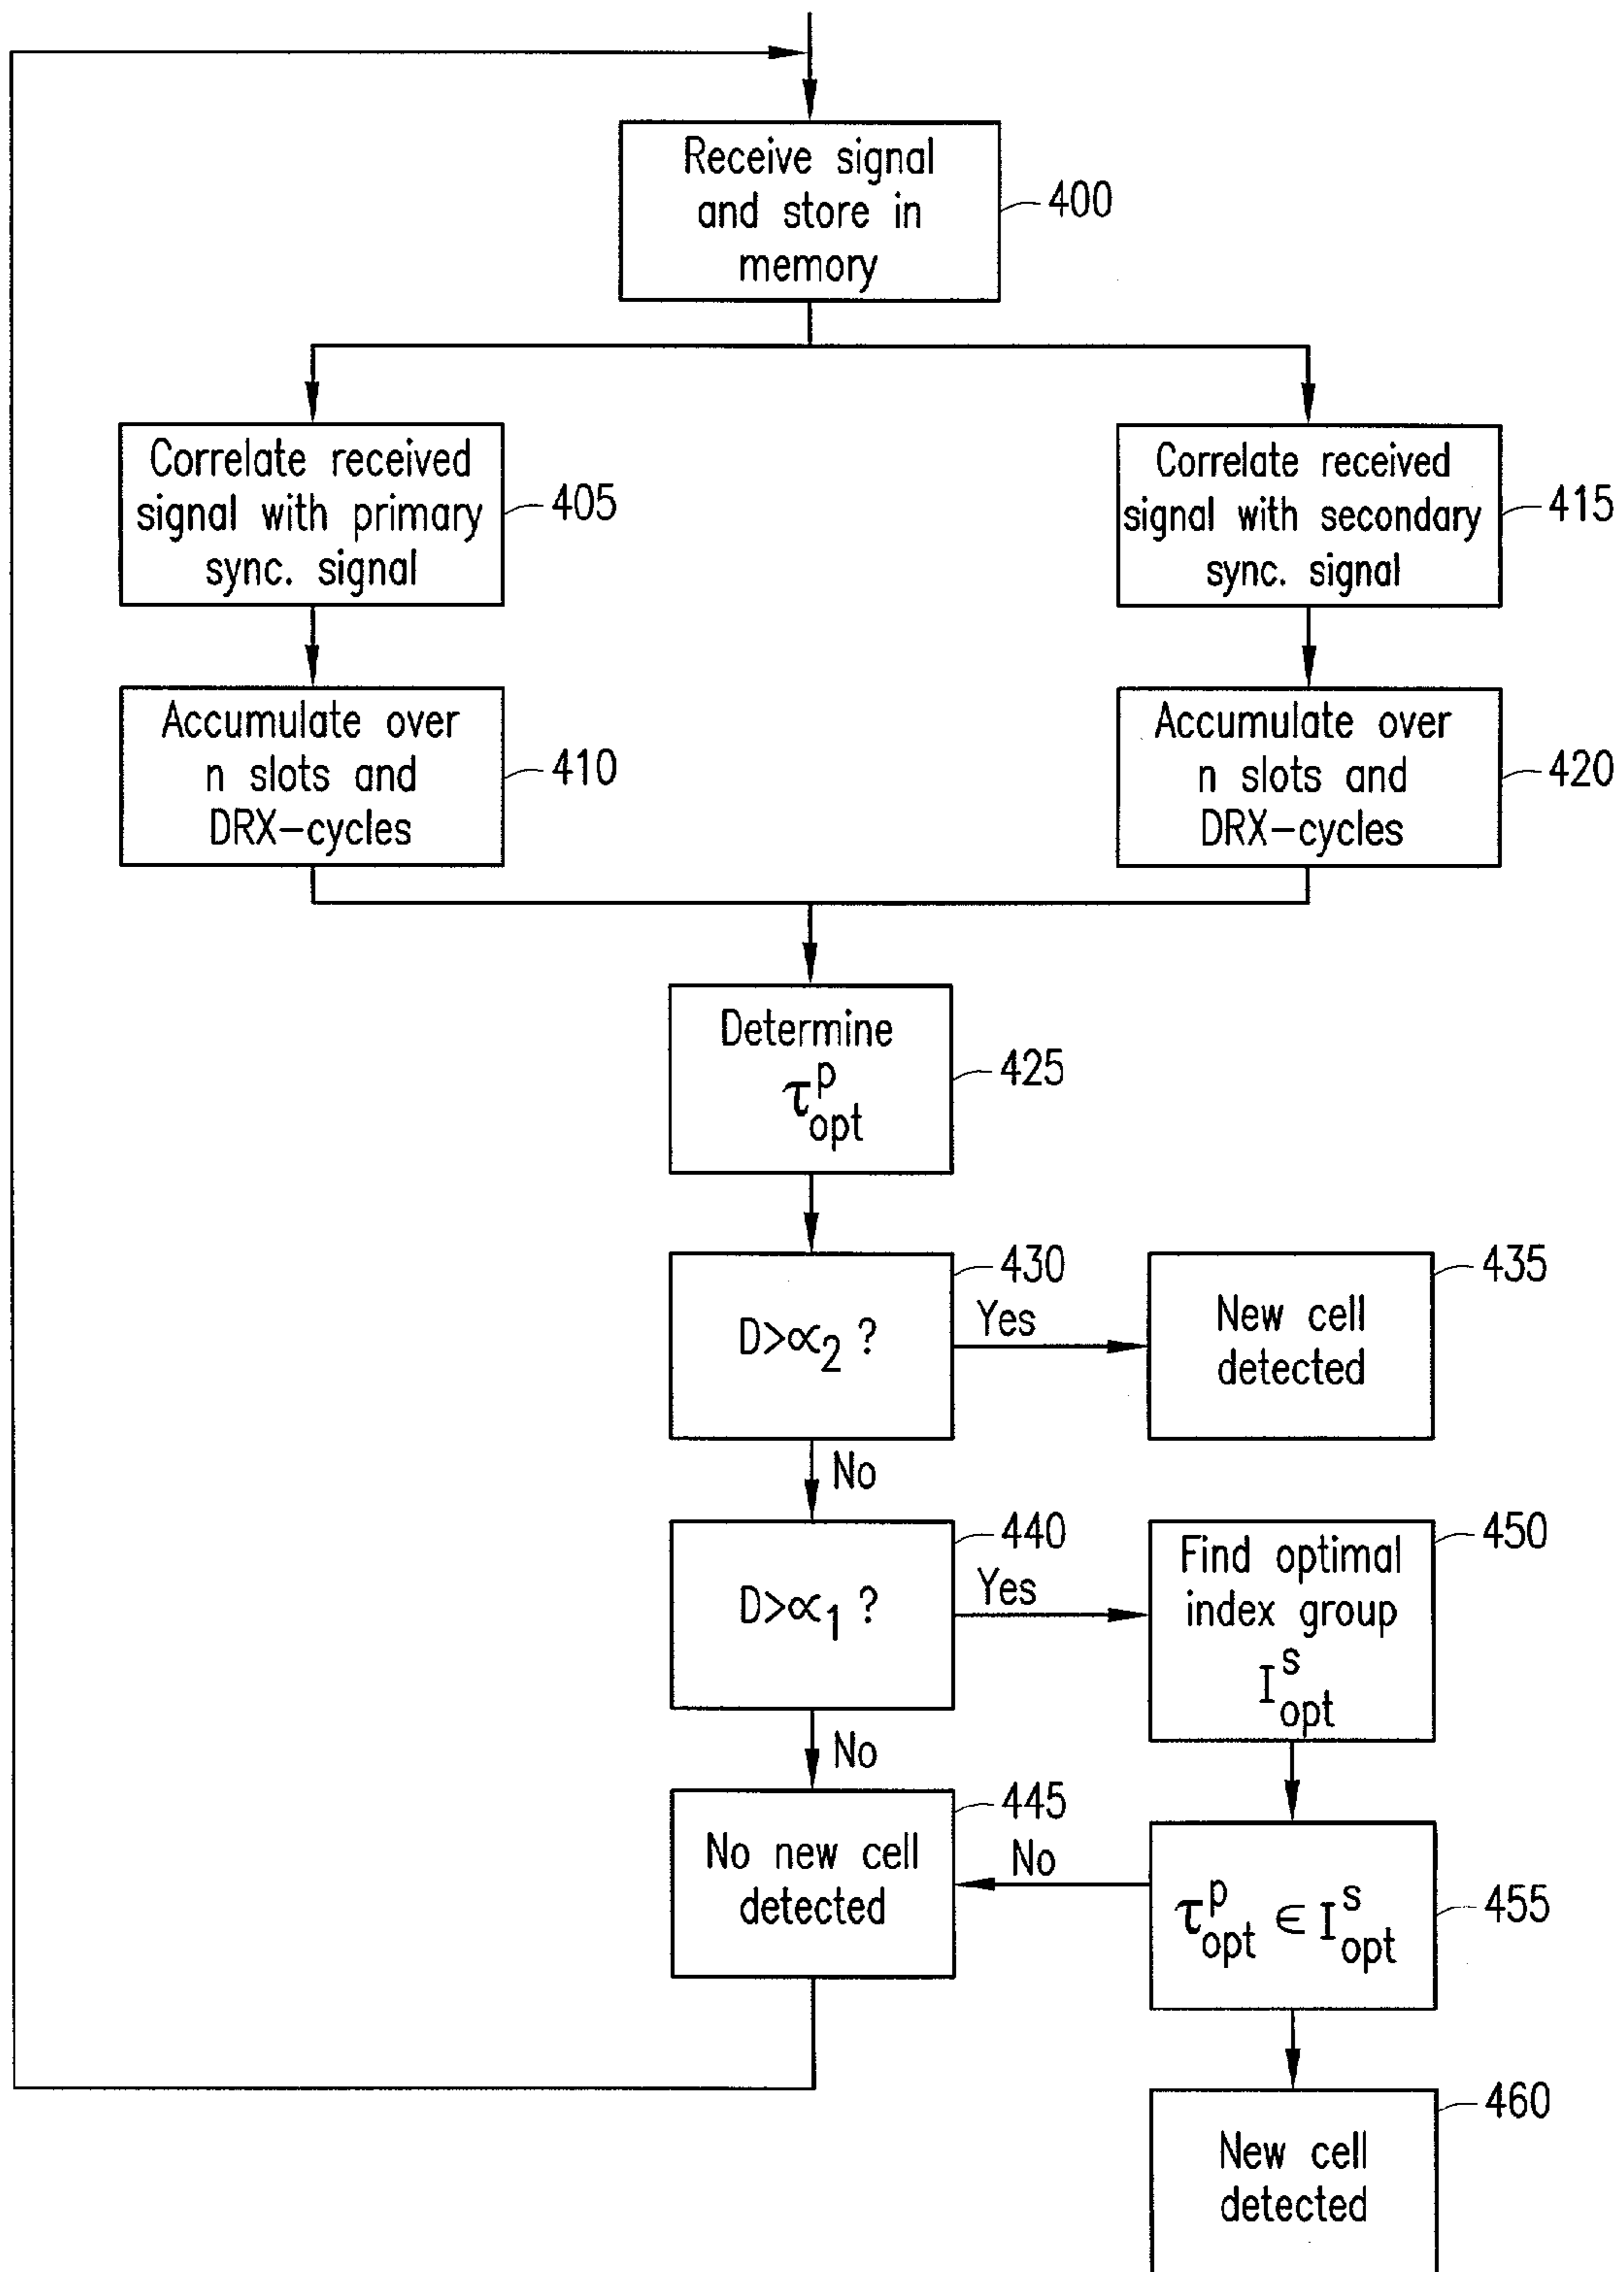 Receive signal
and store in
memory
400
Correlate received
signal with primary
sync. signal
405
Correlate received
signal with secondary
sync. signal
415
Accumulate over
n slots and
DRX-cycles
410
Accumulate over
n slots and
DRX-cycles
420
Determine
τ^p_opt
425
D>∝₂ ?
430
Yes
New cell
detected
435
No
D>∝₁ ?
440
Yes
Find optimal
index group
I^s_opt
450
No
No new cell
detected
445
No
τ^p_opt ∈ I^s_opt
455
New cell
detected
460